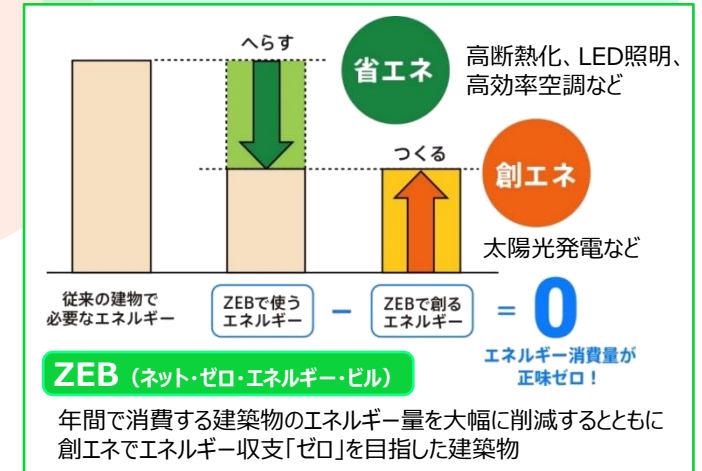 へらす
省エネ
高断熱化、LED照明、
高効率空調など
つくる
創エネ
太陽光発電など
従来の建物で
必要なエネルギー
ZEBで使う
エネルギー
−
ZEBで創る
エネルギー
= 0
エネルギー消費量が
正味ゼロ！
ZEB（ネット・ゼロ・エネルギー・ビル）
年間で消費する建築物のエネルギー量を大幅に削減するとともに
創エネでエネルギー収支「ゼロ」を目指した建築物